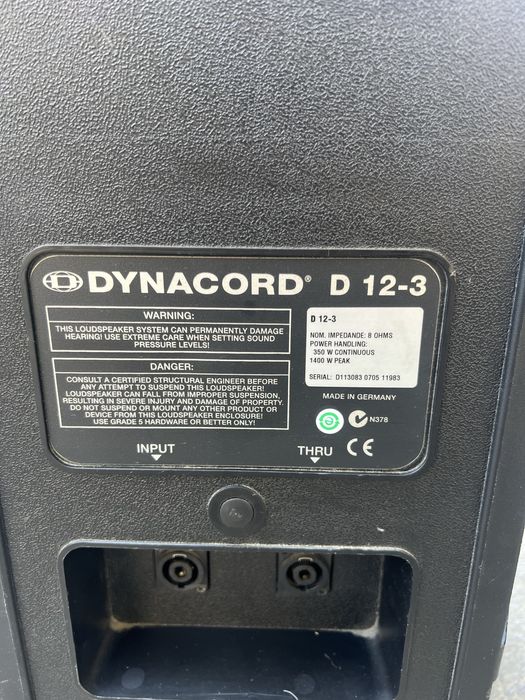 DYNACORD® D 12-3
WARNING:
THIS LOUDSPEAKER SYSTEM CAN PERMANENTLY DAMAGE
HEARING! USE EXTREME CARE WHEN SETTING SOUND
PRESSURE LEVELS!
DANGER:
CONSULT A CERTIFIED STRUCTURAL ENGINEER BEFORE
ANY ATTEMPT TO SUSPEND THIS LOUDSPEAKER!
LOUDSPEAKER CAN FALL FROM IMPROPER SUSPENSION,
RESULTING IN SEVERE INJURY AND DAMAGE OF PROPERTY.
DO NOT SUSPEND OR MOUNT ANY OTHER PRODUCT OR
DEVICE FROM THIS LOUDSPEAKER ENCLOSURE!
USE GRADE 5 HARDWARE OR BETTER ONLY!
D 12-3
NOM. IMPEDANDE: 8 OHMS
POWER HANDLING:
350 W CONTINUOUS
1400 W PEAK
SERIAL: D113083 0705 11983
MADE IN GERMANY
N378
CE
INPUT
THRU